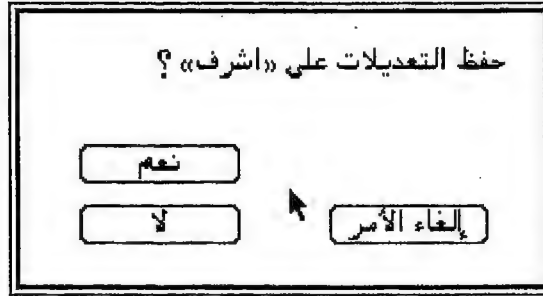 حفظ التعديلات على «اشرف» ؟
نعم
إلغاء الأمر
لا